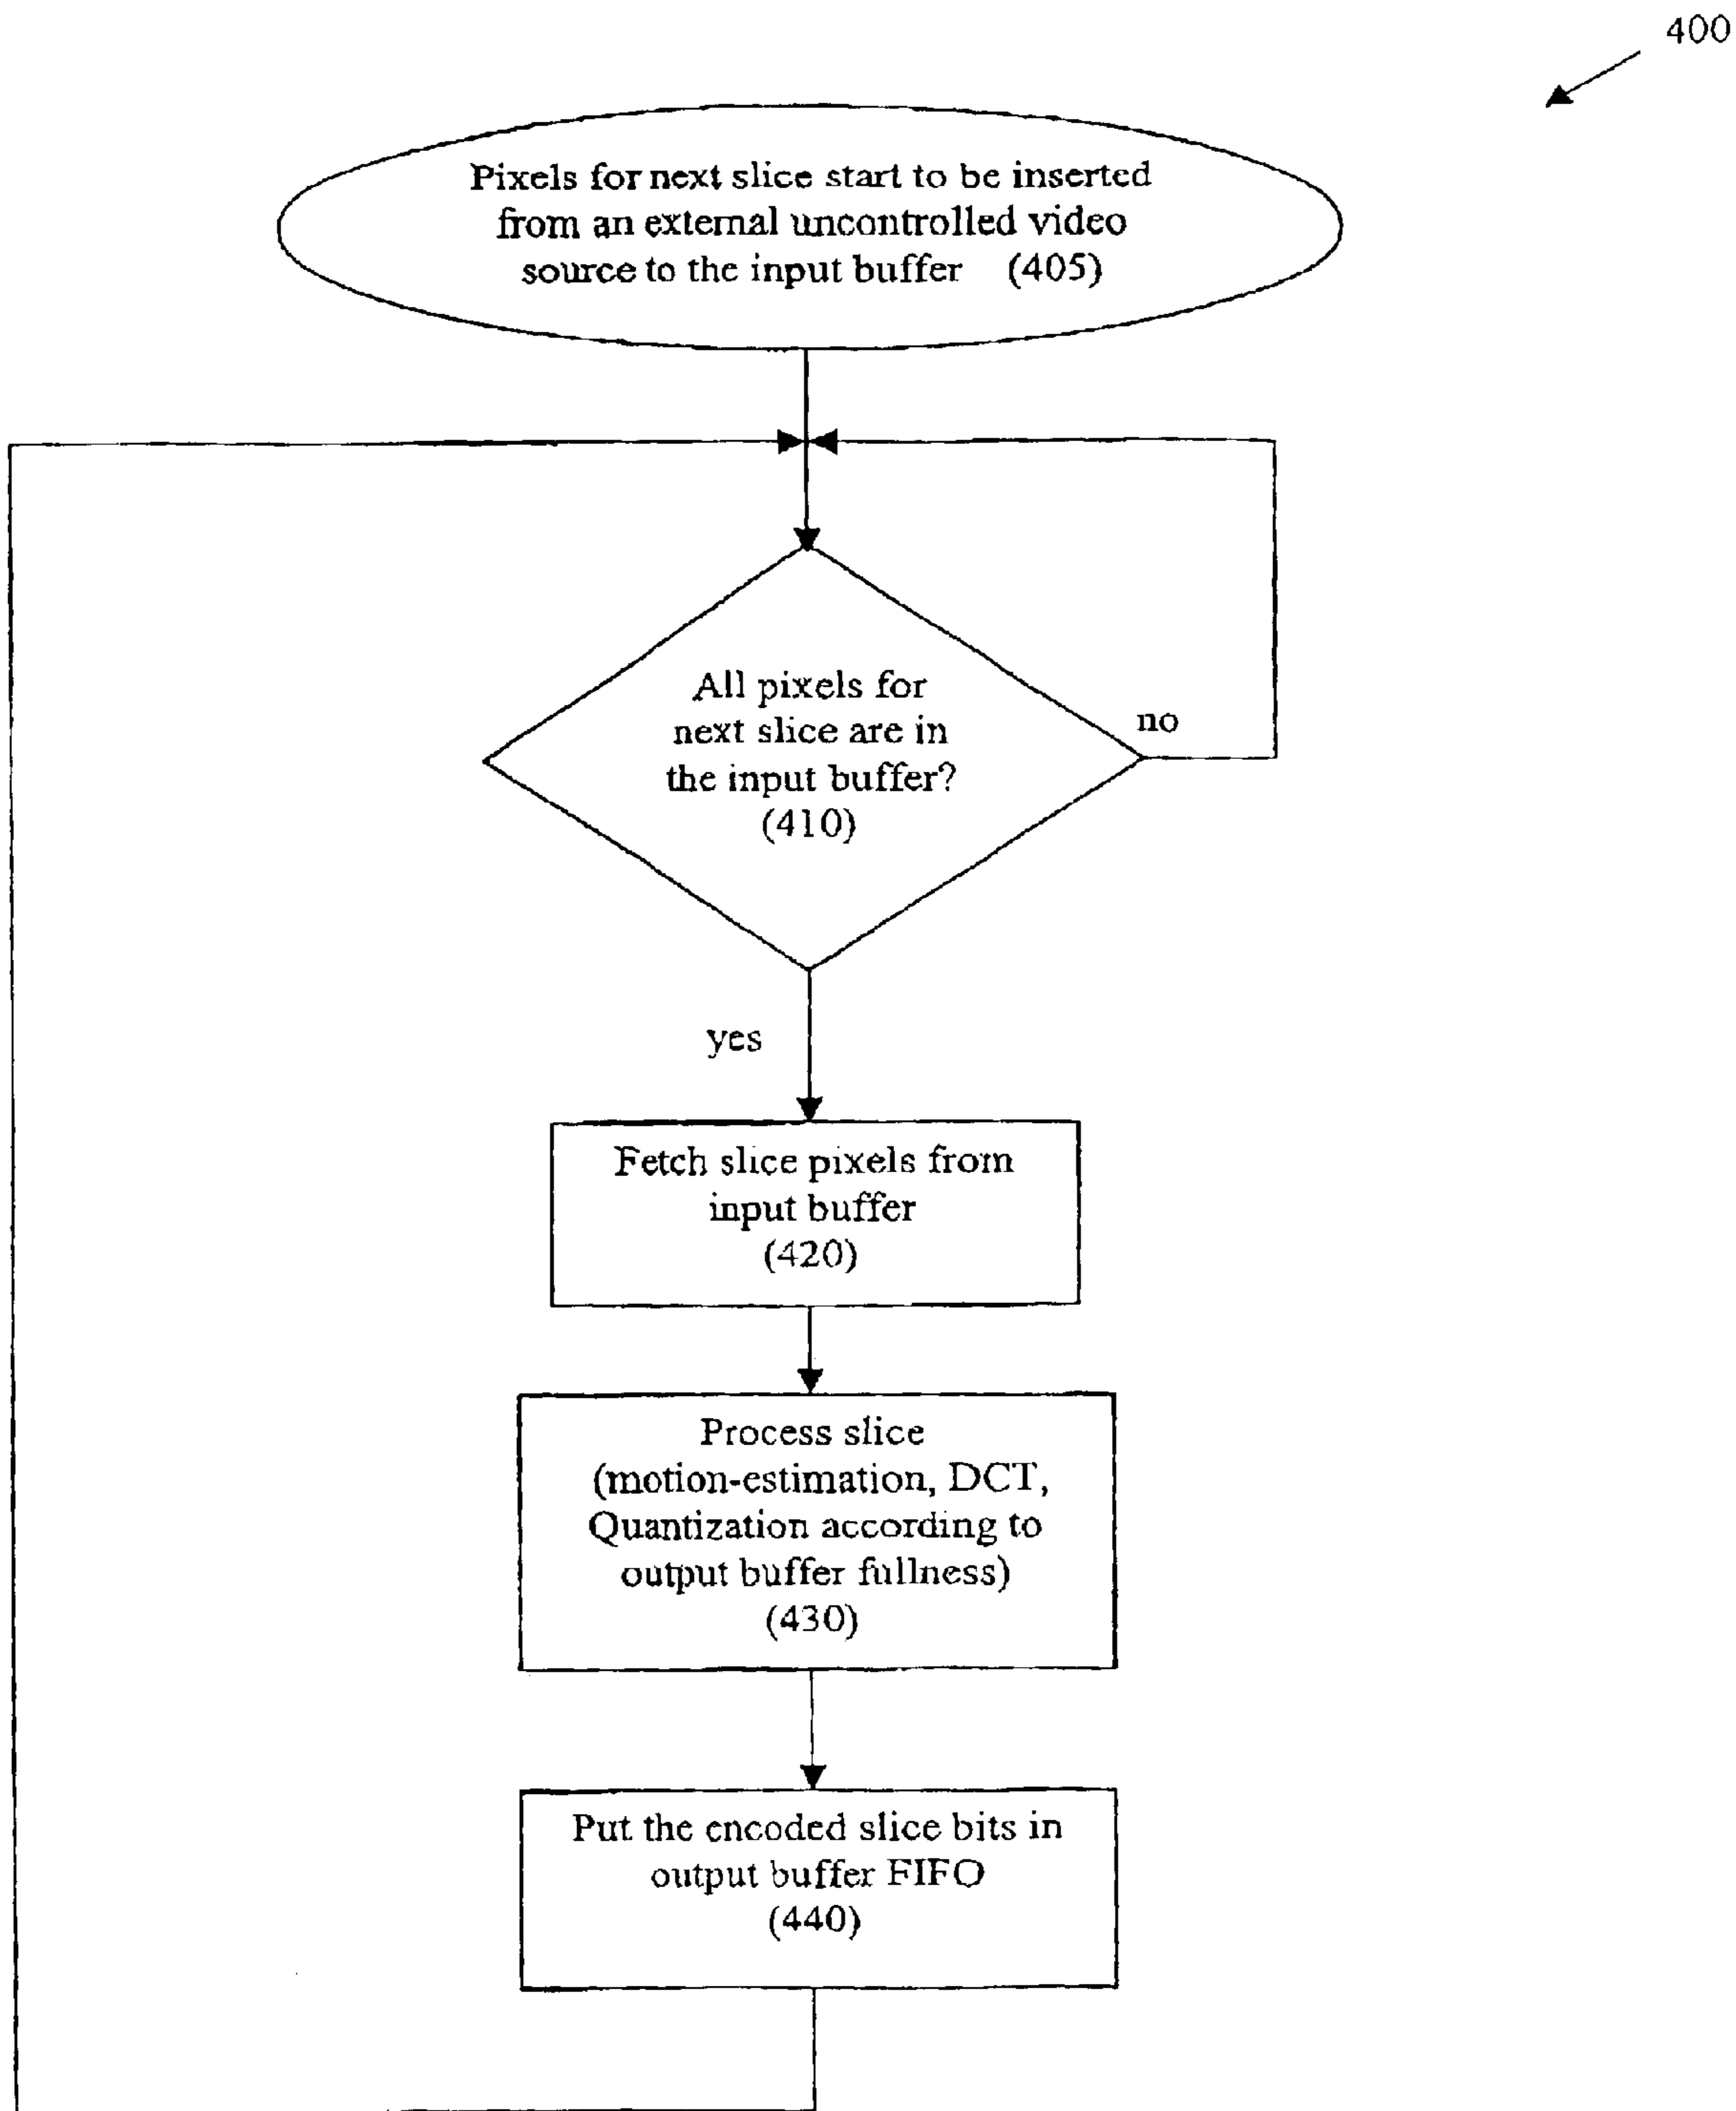 400
Pixels for next slice start to be inserted
from an external uncontrolled video
source to the input buffer (405)
All pixels for
next slice are in
the input buffer?
(410)
no
yes
Fetch slice pixels from
input buffer
(420)
Process slice
(motion-estimation, DCT,
Quantization according to
output buffer fullness)
(430)
Put the encoded slice bits in
output buffer FIFO
(440)